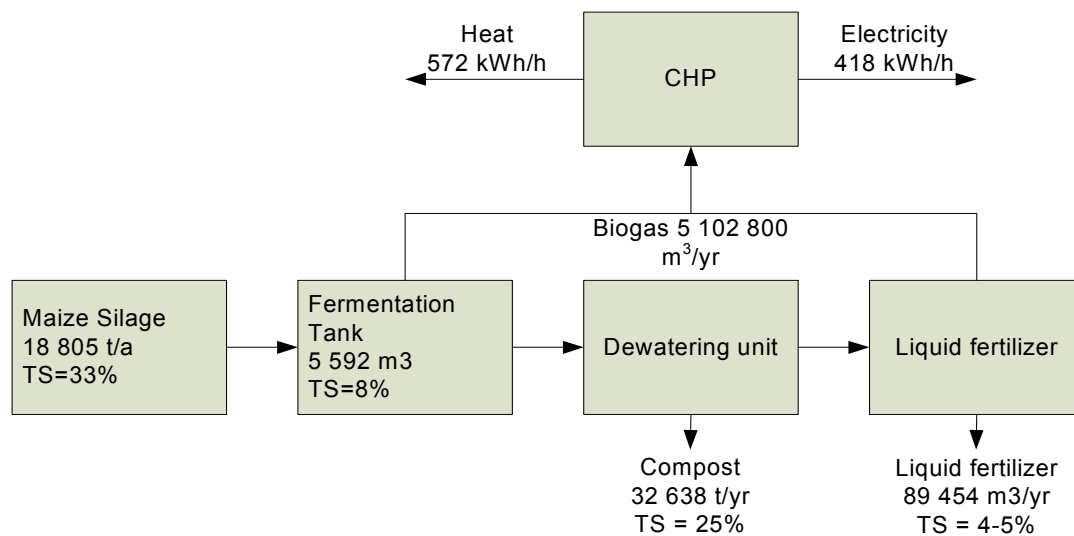 Heat
572 kWh/h
CHP
Electricity
418 kWh/h
Biogas 5 102 800
m³/yr
Maize Silage
18 805 t/a
TS=33%
Fermentation
Tank
5 592 m3
TS=8%
Dewatering unit
Liquid fertilizer
Compost
32 638 t/yr
TS = 25%
Liquid fertilizer
89 454 m3/yr
TS = 4-5%